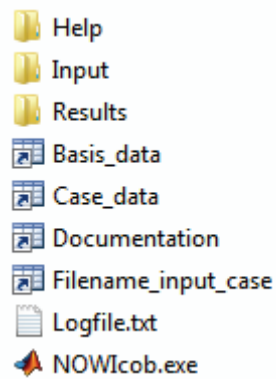 Help
Input
Results
Basis_data
Case_data
Documentation
Filename_input_case
Logfile.txt
NOWIcob.exe